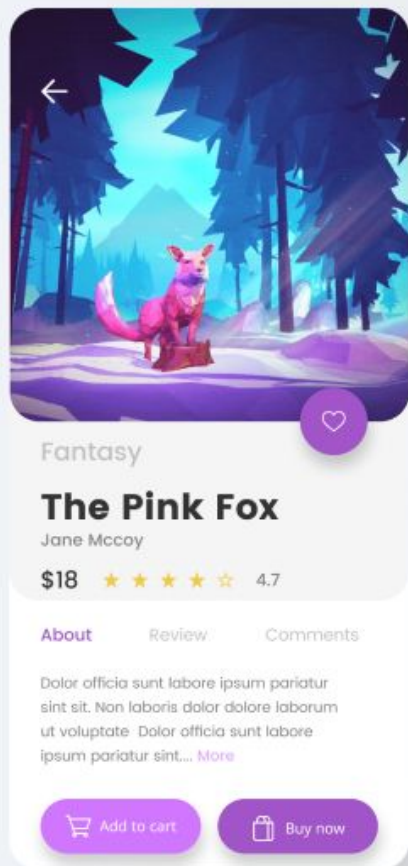 Fantasy
The Pink Fox
Jane Mccoy
$18 4.7
About Review Comments
Dolor officia sunt labore ipsum pariatur
sint sit. Non laboris dolor dolore laborum
ut voluptate Dolor officia sunt labore
ipsum pariatur sint.... More
Add to cart Buy now